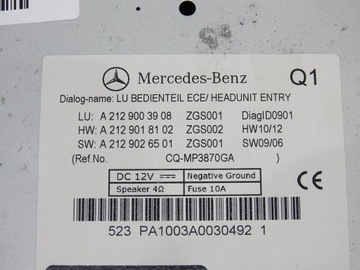 Mercedes-Benz Q1
Dialog-name: LU BEDIENTEIL ECE/ HEADUNIT ENTRY
LU: A 212 900 39 08 ZGS001 DiagID0901
HW: A 212 901 81 02 ZGS002 HW10/12
SW: A 212 902 65 01 ZGS001 SW09/06
(Ref.No. CQ-MP3870GA )
DC 12V Negative Ground
Speaker 4Ω Fuse 10A
CE
523 PA1003A0030492 1